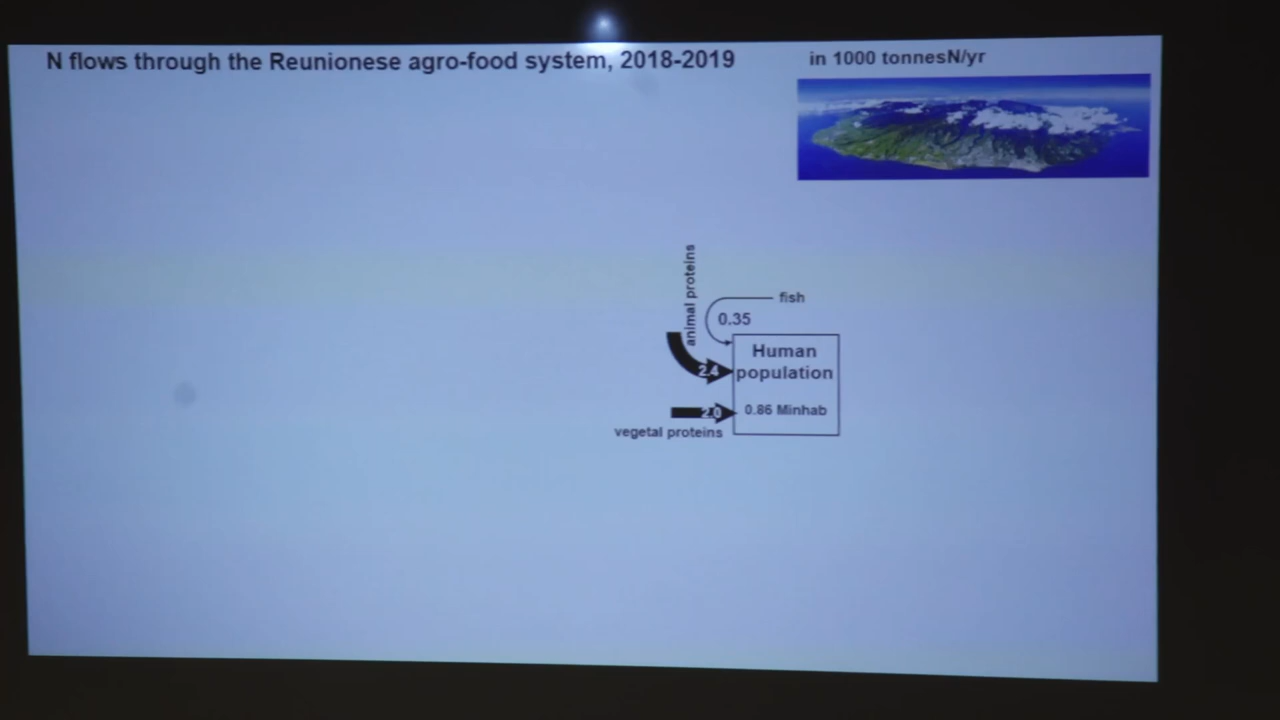 N flows through the Reunionese agro-food system, 2018-2019
in 1000 tonnesN/yr
animal proteins
fish
0.35
Human
population
2.4
0.86 Minhab
2.0
vegetal proteins